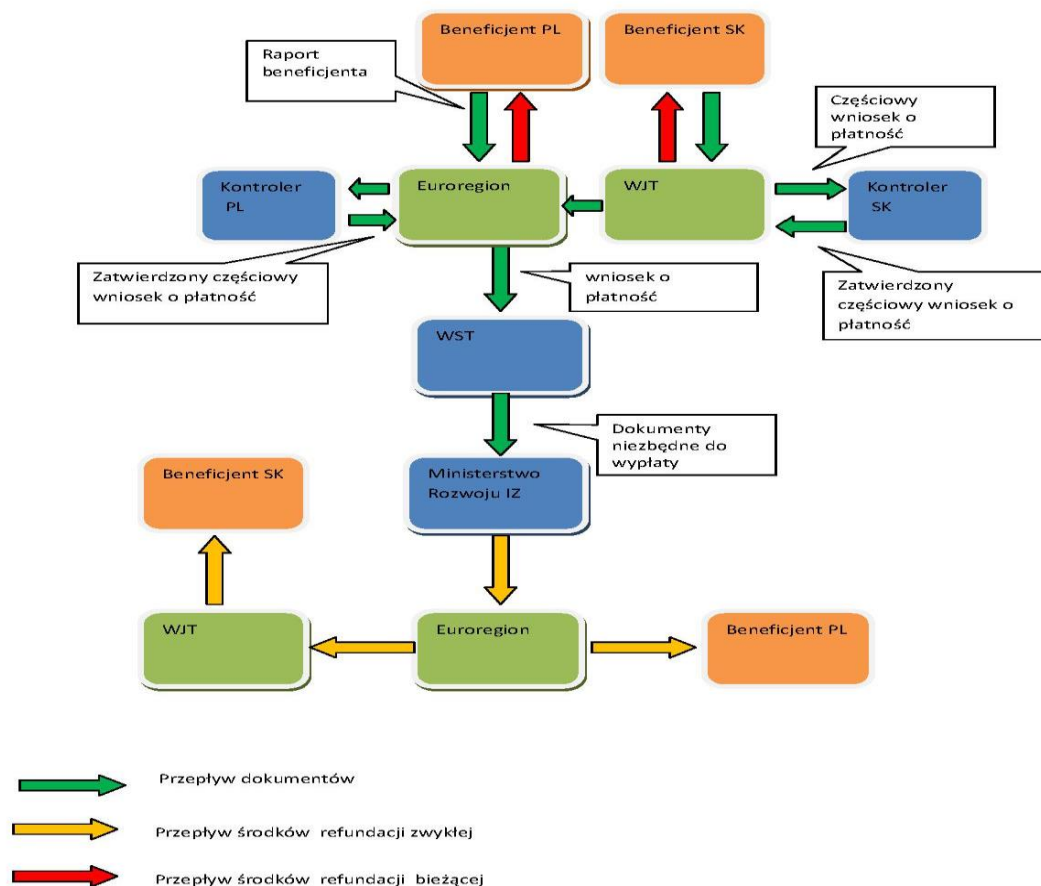 Beneficjent PL
Beneficjent SK
Raport
beneficjenta
Częściowy
wniosek o
płatność
Kontroler
PL
Euroregion
WJT
Kontroler
SK
Zatwierdzony częściowy
wniosek o płatność
wniosek o
płatność
Zatwierdzony
częściowy wniosek o
płatność
WST
Dokumenty
niezbędne do
wypłaty
Beneficjent SK
Ministerstwo
Rozwoju IZ
WJT
Euroregion
Beneficjent PL
Przepływ dokumentów
Przepływ środków refundacji zwykłej
Przepływ środków refundacji bieżącej